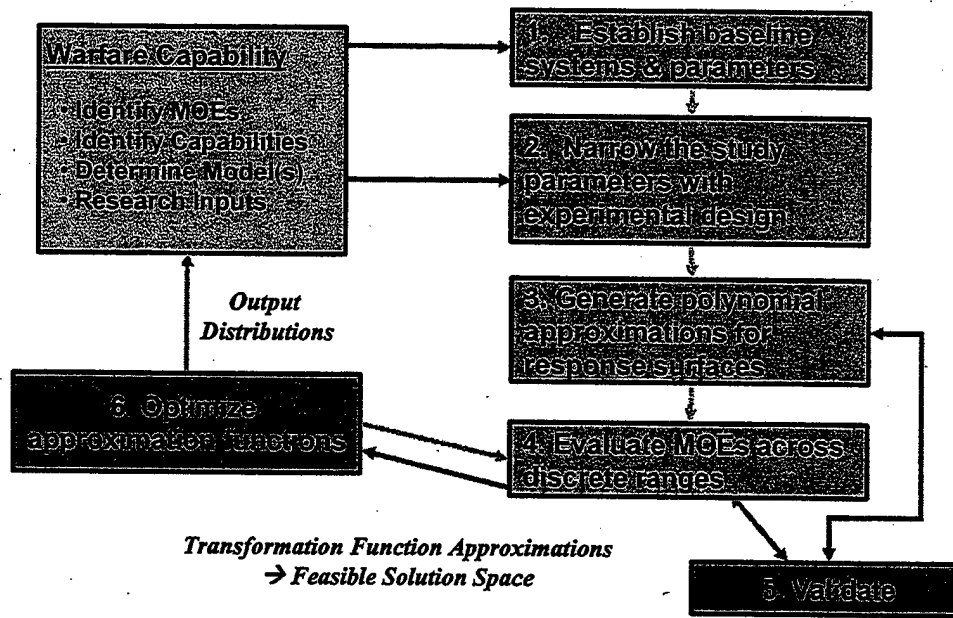 Warfare Capability
• Identify MOEs
• Identify Capabilities
• Determine Model(s)
• Research Inputs
1. Establish baseline
systems & parameters
2. Narrow the study
parameters with
experimental design
3. Generate polynomial
approximations for
response surfaces
Output
Distributions
6. Optimize
approximation functions
4. Evaluate MOEs across
discrete ranges
Transformation Function Approximations
→ Feasible Solution Space
5. Validate